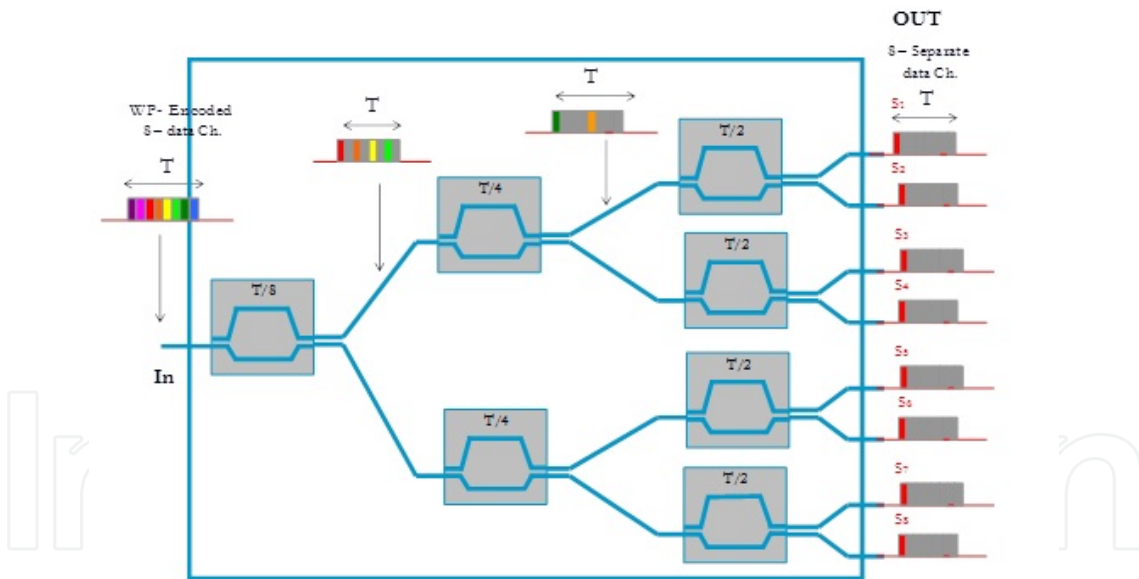 OUT
8– Separate
data Ch.
T
WP- Encoded
8– data Ch.
T
T
T
T/8
T/4
T/4
T/2
T/2
T/2
T/2
In
S1
S2
S3
S4
S5
S6
S7
S8